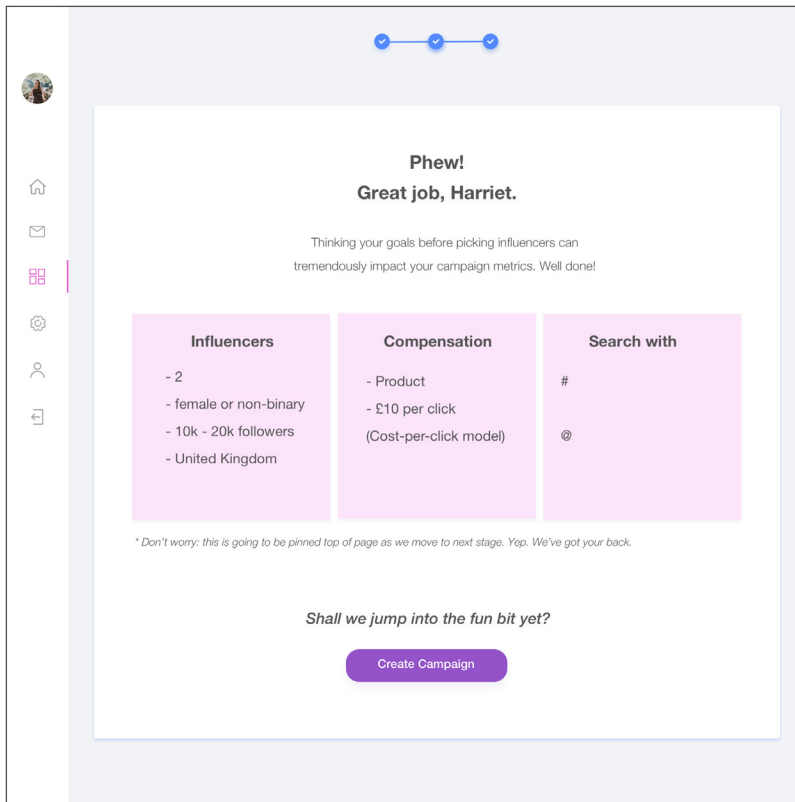 Phew!
Great job, Harriet.
Thinking your goals before picking influencers can
tremendously impact your campaign metrics. Well done!
Influencers
- 2
- female or non-binary
- 10k - 20k followers
- United Kingdom
Compensation
- Product
- £10 per click
(Cost-per-click model)
Search with
#
@
* Don't worry: this is going to be pinned top of page as we move to next stage. Yep. We've got your back.
Shall we jump into the fun bit yet?
Create Campaign